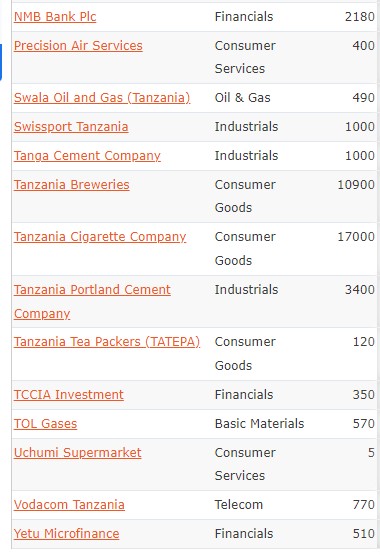 NMB Bank Plc Financials 2180
Precision Air Services Consumer 400
Services
Swala Oil and Gas (Tanzania) Oil & Gas 490
Swissport Tanzania Industrials 1000
Tanga Cement Company Industrials 1000
Tanzania Breweries Consumer 10900
Goods
Tanzania Cigarette Company Consumer 17000
Goods
Tanzania Portland Cement Industrials 3400
Company
Tanzania Tea Packers (TATEPA) Consumer 120
Goods
TCCIA Investment Financials 350
TOL Gases Basic Materials 570
Uchumi Supermarket Consumer 5
Services
Vodacom Tanzania Telecom 770
Yetu Microfinance Financials 510